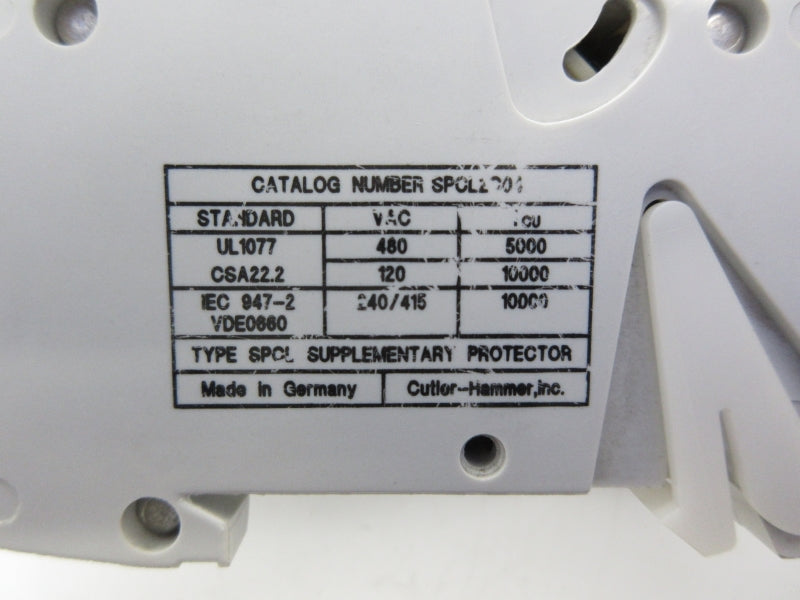 CATALOG NUMBER
STANDARD VAC
UL1077 480 5000
CSA22.2 120 10000
IEC 947-2 240/415 10000
VDE0660
TYPE SPCL SUPPLEMENTARY PROTECTOR
Made in Germany Cutler-Hammer,Inc.